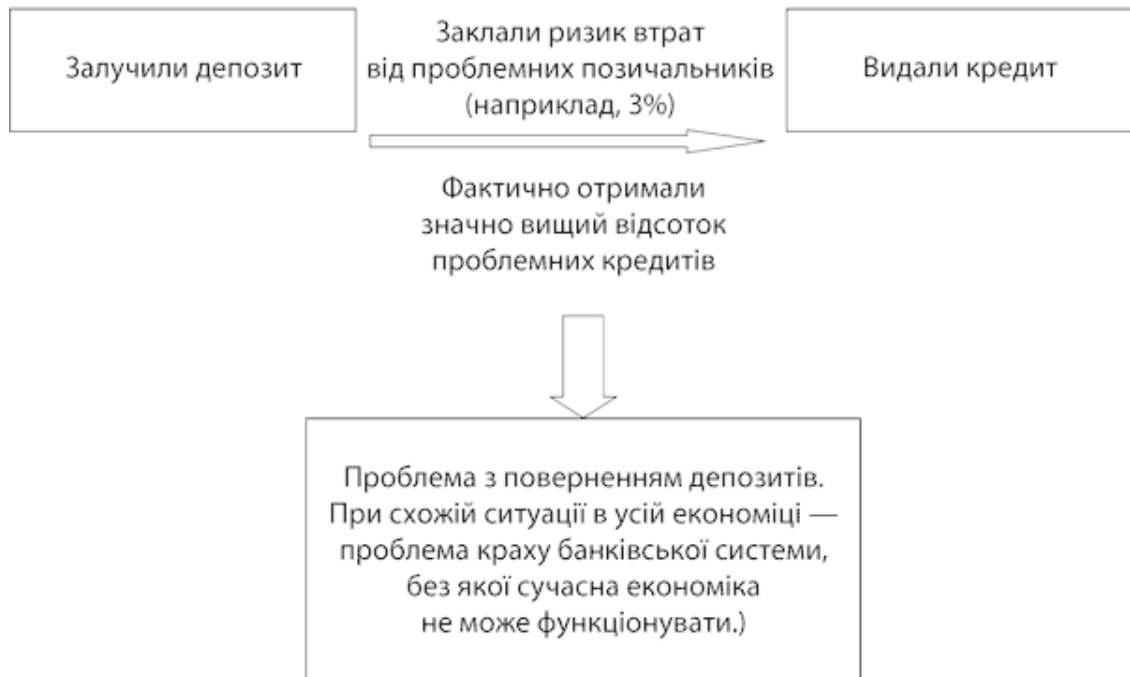 Залучили депозит
Заклали ризик втрат
від проблемних позичальників
(наприклад, 3%)
Видали кредит
Фактично отримали
значно вищий відсоток
проблемних кредитів
Проблема з поверненням депозитів.
При схожій ситуації в усій економіці —
проблема краху банківської системи,
без якої сучасна економіка
не може функціонувати.)